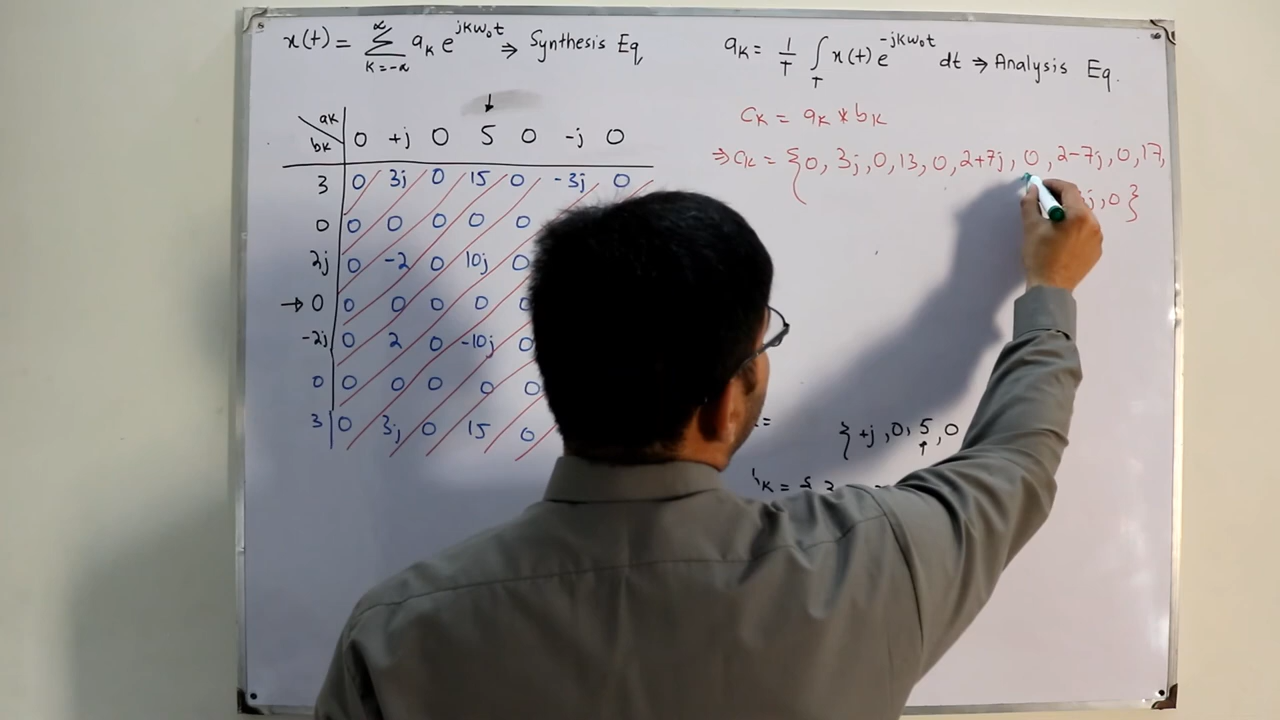 x(t) = ∞ Σ k=-∞ aₖ e^jkω₀t ⇒ Synthesis Eq,
aₖ = 1/T ∫_T x(t) e^-jkω₀t dt ⇒ Analysis Eq.
Cₖ = aₖ * bₖ
⇒ Cₖ = {0, 3j, 0, 13, 0, 2+7j, 0, 2-7j, 0, 17,
j, 0 }
↓
aₖ
bₖ 0 +j 0 5 0 -j 0
3 0 3j 0 15 0 -3j 0
0 0 0 0 0 0
2j 0 -2 0 10j 0
→ 0 0 0 0 0 0
-2j 0 2 0 -10j 0
0 0 0 0 0 0
3 0 3j 0 15 0
=
{ +j, 0, 5, 0
↑